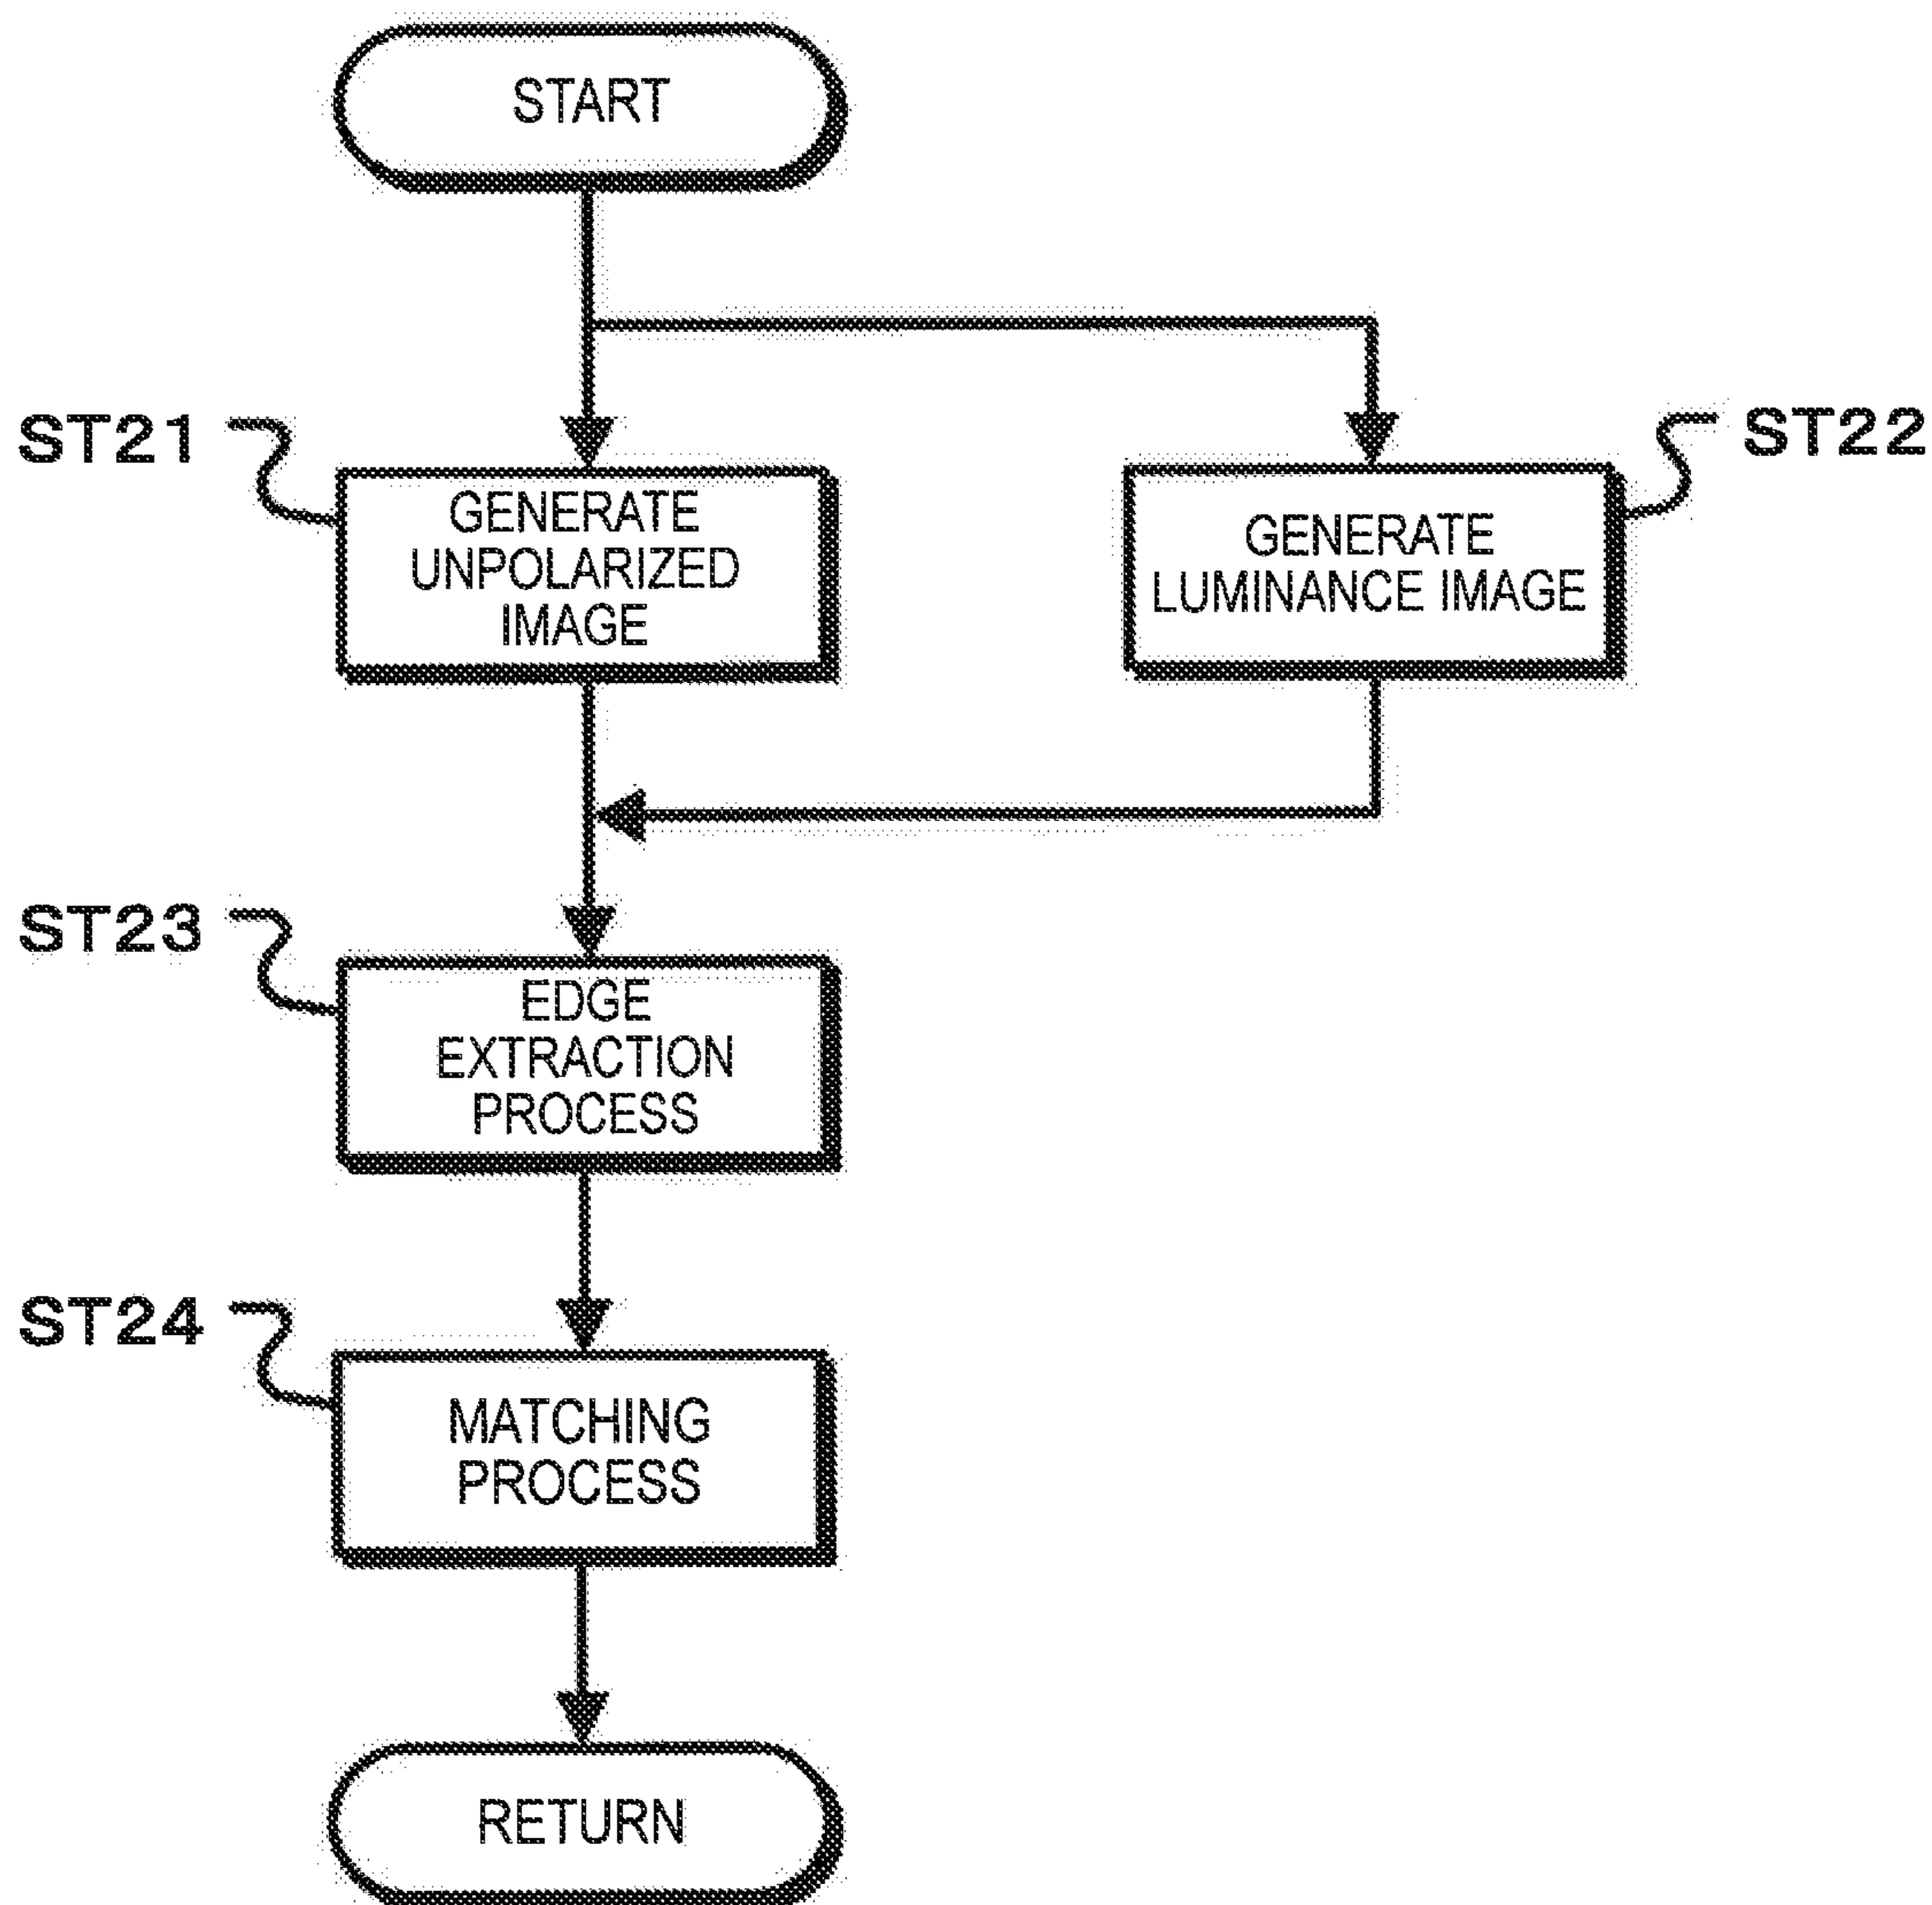 START
ST21
GENERATE
UNPOLARIZED
IMAGE
GENERATE
LUMINANCE IMAGE
ST22
ST23
EDGE
EXTRACTION
PROCESS
ST24
MATCHING
PROCESS
RETURN